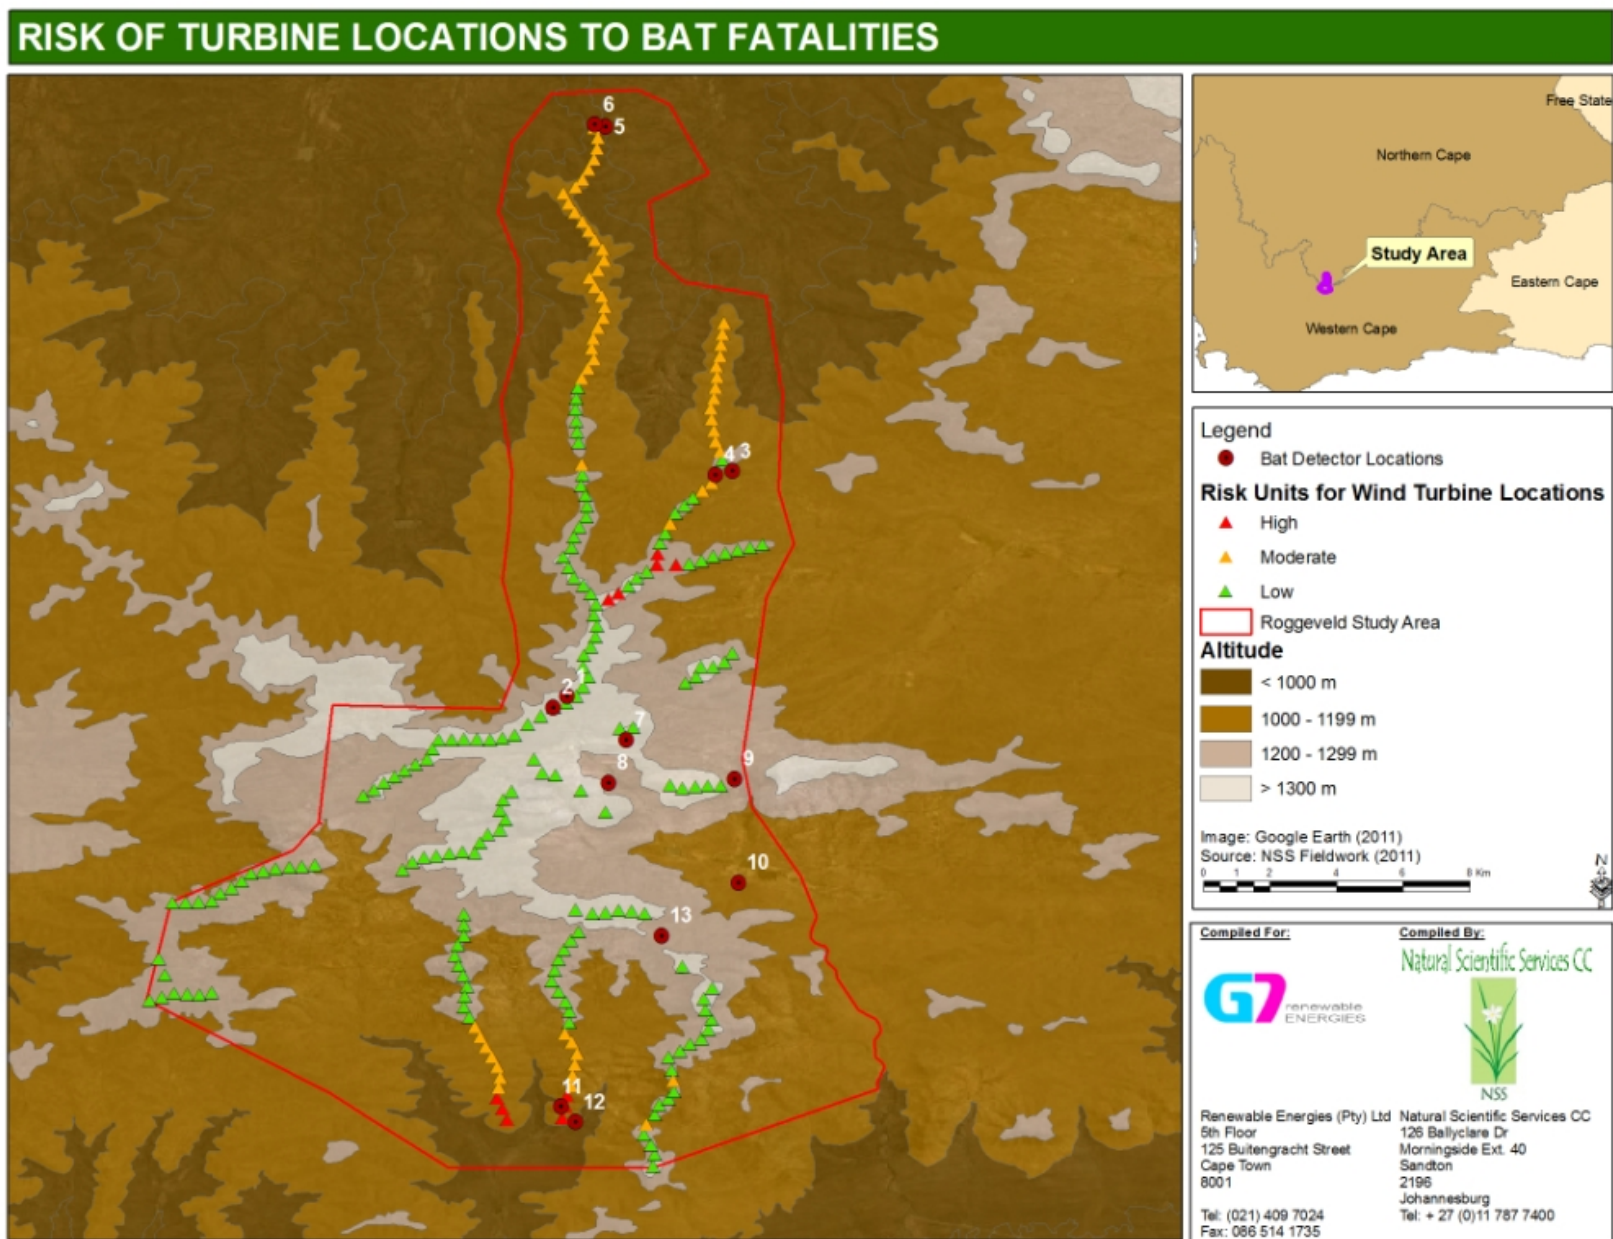 RISK OF TURBINE LOCATIONS TO BAT FATALITIES
6
5
4 3
1
2
7
8
9
10
13
11
12
Free State
Northern Cape
Study Area
Eastern Cape
Western Cape
Legend
Bat Detector Locations
Risk Units for Wind Turbine Locations
High
Moderate
Low
Roggeveld Study Area
Altitude
< 1000 m
1000 - 1199 m
1200 - 1299 m
> 1300 m
Image: Google Earth (2011)
Source: NSS Fieldwork (2011)
0 1 2 4 6 8 Km
N
Compiled For:
G7 renewable
ENERGIES
Renewable Energies (Pty) Ltd
5th Floor
125 Buitengracht Street
Cape Town
8001
Tel: (021) 409 7024
Fax: 086 514 1735
Compiled By:
Natural Scientific Services CC
NSS
Natural Scientific Services CC
126 Ballyclare Dr
Morningside Ext. 40
Sandton
2196
Johannesburg
Tel: + 27 (0)11 787 7400